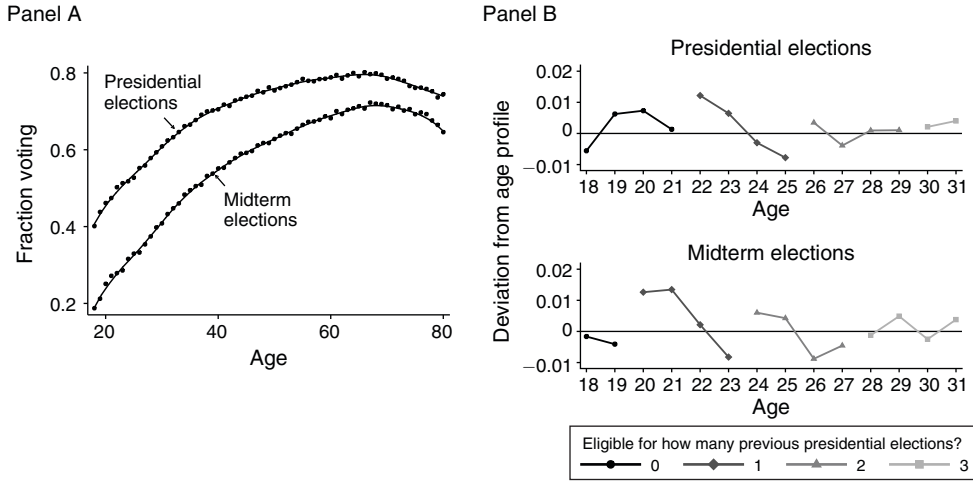 Panel A
Fraction voting
0.8
0.6
0.4
0.2
Presidential
elections
Midterm
elections
20 40 60 80
Age
Panel B
Deviation from age profile
Presidential elections
0.02
0.01
0
−0.01
18 19 20 21 22 23 24 25 26 27 28 29 30 31
Age
Midterm elections
0.02
0.01
0
−0.01
18 19 20 21 22 23 24 25 26 27 28 29 30 31
Age
Eligible for how many previous presidential elections?
0 1 2 3